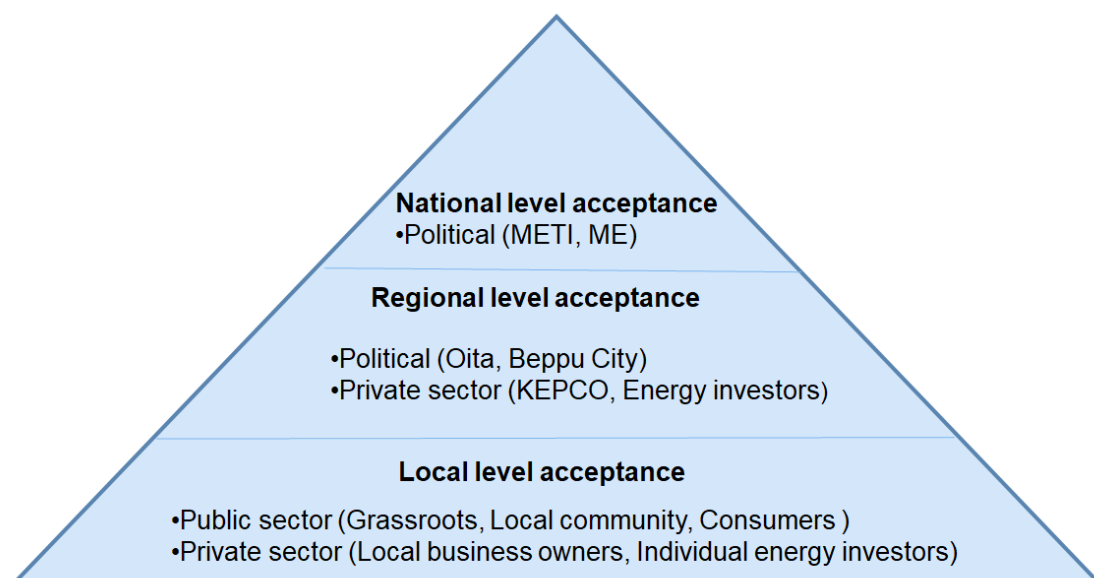 National level acceptance
•Political (METI, ME)
Regional level acceptance
•Political (Oita, Beppu City)
•Private sector (KEPCO, Energy investors)
Local level acceptance
•Public sector (Grassroots, Local community, Consumers )
•Private sector (Local business owners, Individual energy investors)